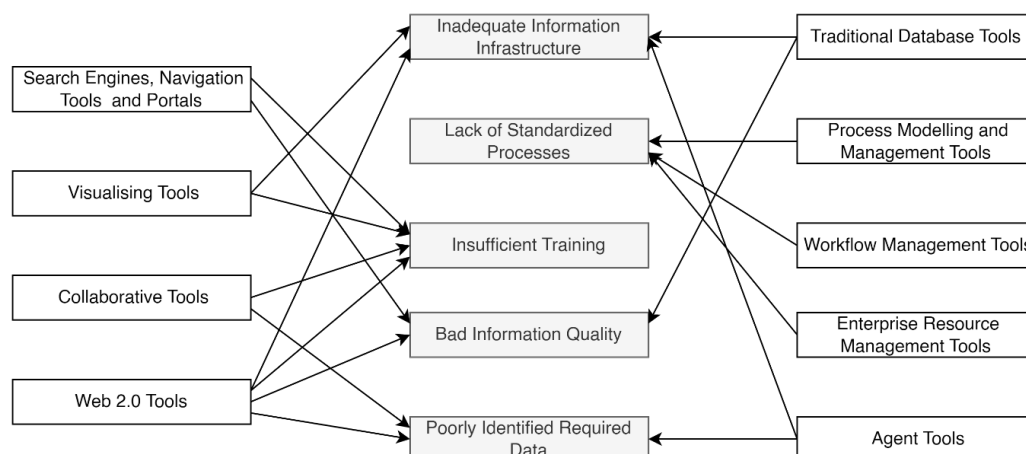 Search Engines, Navigation
Tools and Portals
Visualising Tools
Collaborative Tools
Web 2.0 Tools
Inadequate Information
Infrastructure
Lack of Standardized
Processes
Insufficient Training
Bad Information Quality
Poorly Identified Required
Data
Traditional Database Tools
Process Modelling and
Management Tools
Workflow Management Tools
Enterprise Resource
Management Tools
Agent Tools